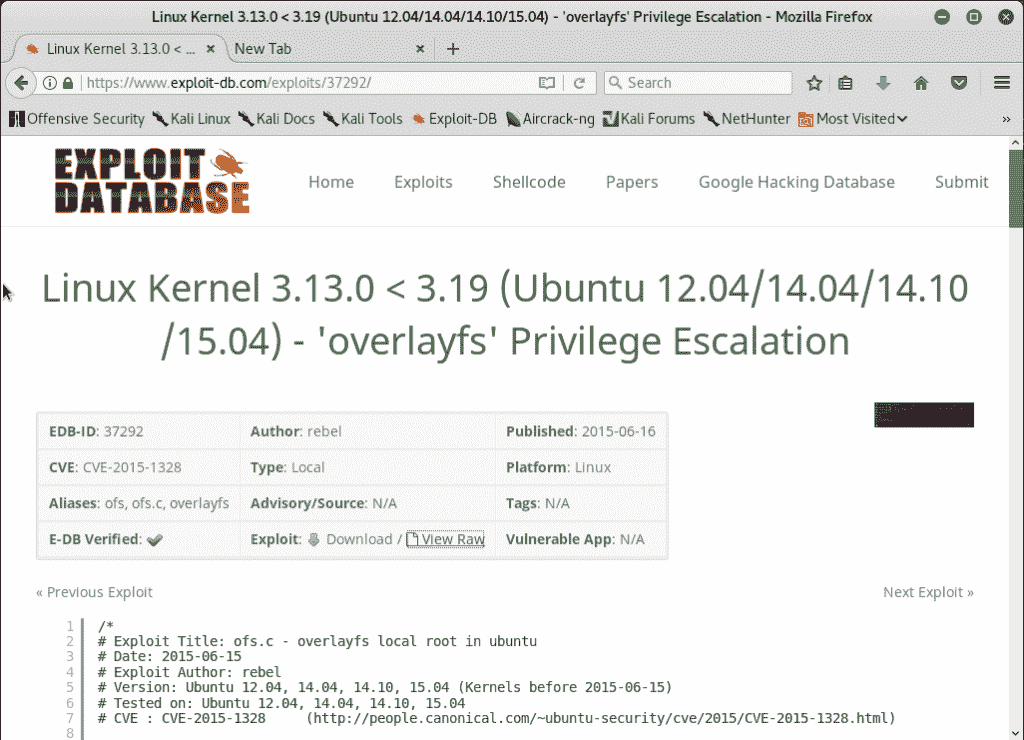 Linux Kernel 3.13.0 < 3.19 (Ubuntu 12.04/14.04/14.10/15.04) - 'overlayfs' Privilege Escalation - Mozilla Firefox
Linux Kernel 3.13.0 < ... × New Tab × +
https://www.exploit-db.com/exploits/37292/ Search
Offensive Security Kali Linux Kali Docs Kali Tools Exploit-DB Aircrack-ng Kali Forums NetHunter Most Visited »
EXPLOIT DATABASE
Home Exploits Shellcode Papers Google Hacking Database Submit
Linux Kernel 3.13.0 < 3.19 (Ubuntu 12.04/14.04/14.10
/15.04) - 'overlayfs' Privilege Escalation
EDB-ID: 37292 Author: rebel Published: 2015-06-16
CVE: CVE-2015-1328 Type: Local Platform: Linux
Aliases: ofs, ofs.c, overlayfs Advisory/Source: N/A Tags: N/A
E-DB Verified: Exploit: Download / View Raw Vulnerable App: N/A
« Previous Exploit Next Exploit »
1 /*
2 # Exploit Title: ofs.c - overlayfs local root in ubuntu
3 # Date: 2015-06-15
4 # Exploit Author: rebel
5 # Version: Ubuntu 12.04, 14.04, 14.10, 15.04 (Kernels before 2015-06-15)
6 # Tested on: Ubuntu 12.04, 14.04, 14.10, 15.04
7 # CVE : CVE-2015-1328 (http://people.canonical.com/~ubuntu-security/cve/2015/CVE-2015-1328.html)
8